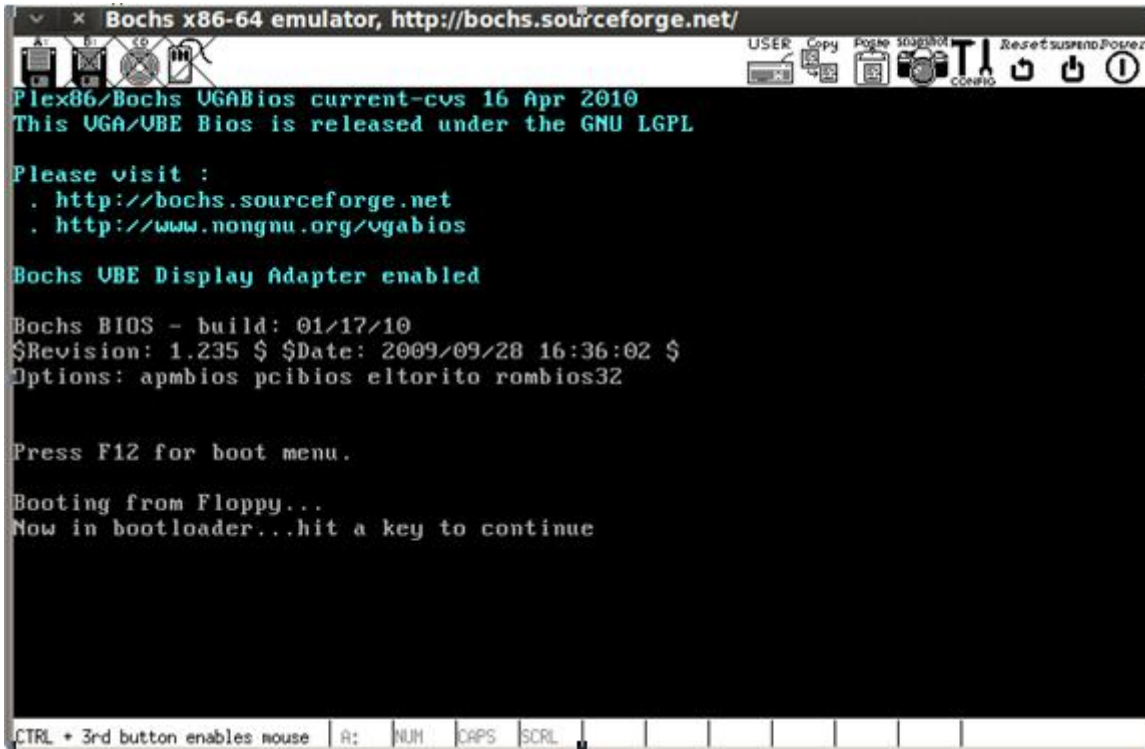 Bochs x86-64 emulator, http://bochs.sourceforge.net/
A: B: CD USER Copy Paste snapshot CONFIG Reset SUSPEND Power
Plex86/Bochs VGABios current-cvs 16 Apr 2010
This VGA/VBE Bios is released under the GNU LGPL
Please visit :
. http://bochs.sourceforge.net
. http://www.nongnu.org/vgabios
Bochs VBE Display Adapter enabled
Bochs BIOS - build: 01/17/10
$Revision: 1.235 $ $Date: 2009/09/28 16:36:02 $
Options: apmbios pcibios eltorito rombios32
Press F12 for boot menu.
Booting from Floppy...
Now in bootloader...hit a key to continue
CTRL + 3rd button enables mouse A: NUM CAPS SCRL